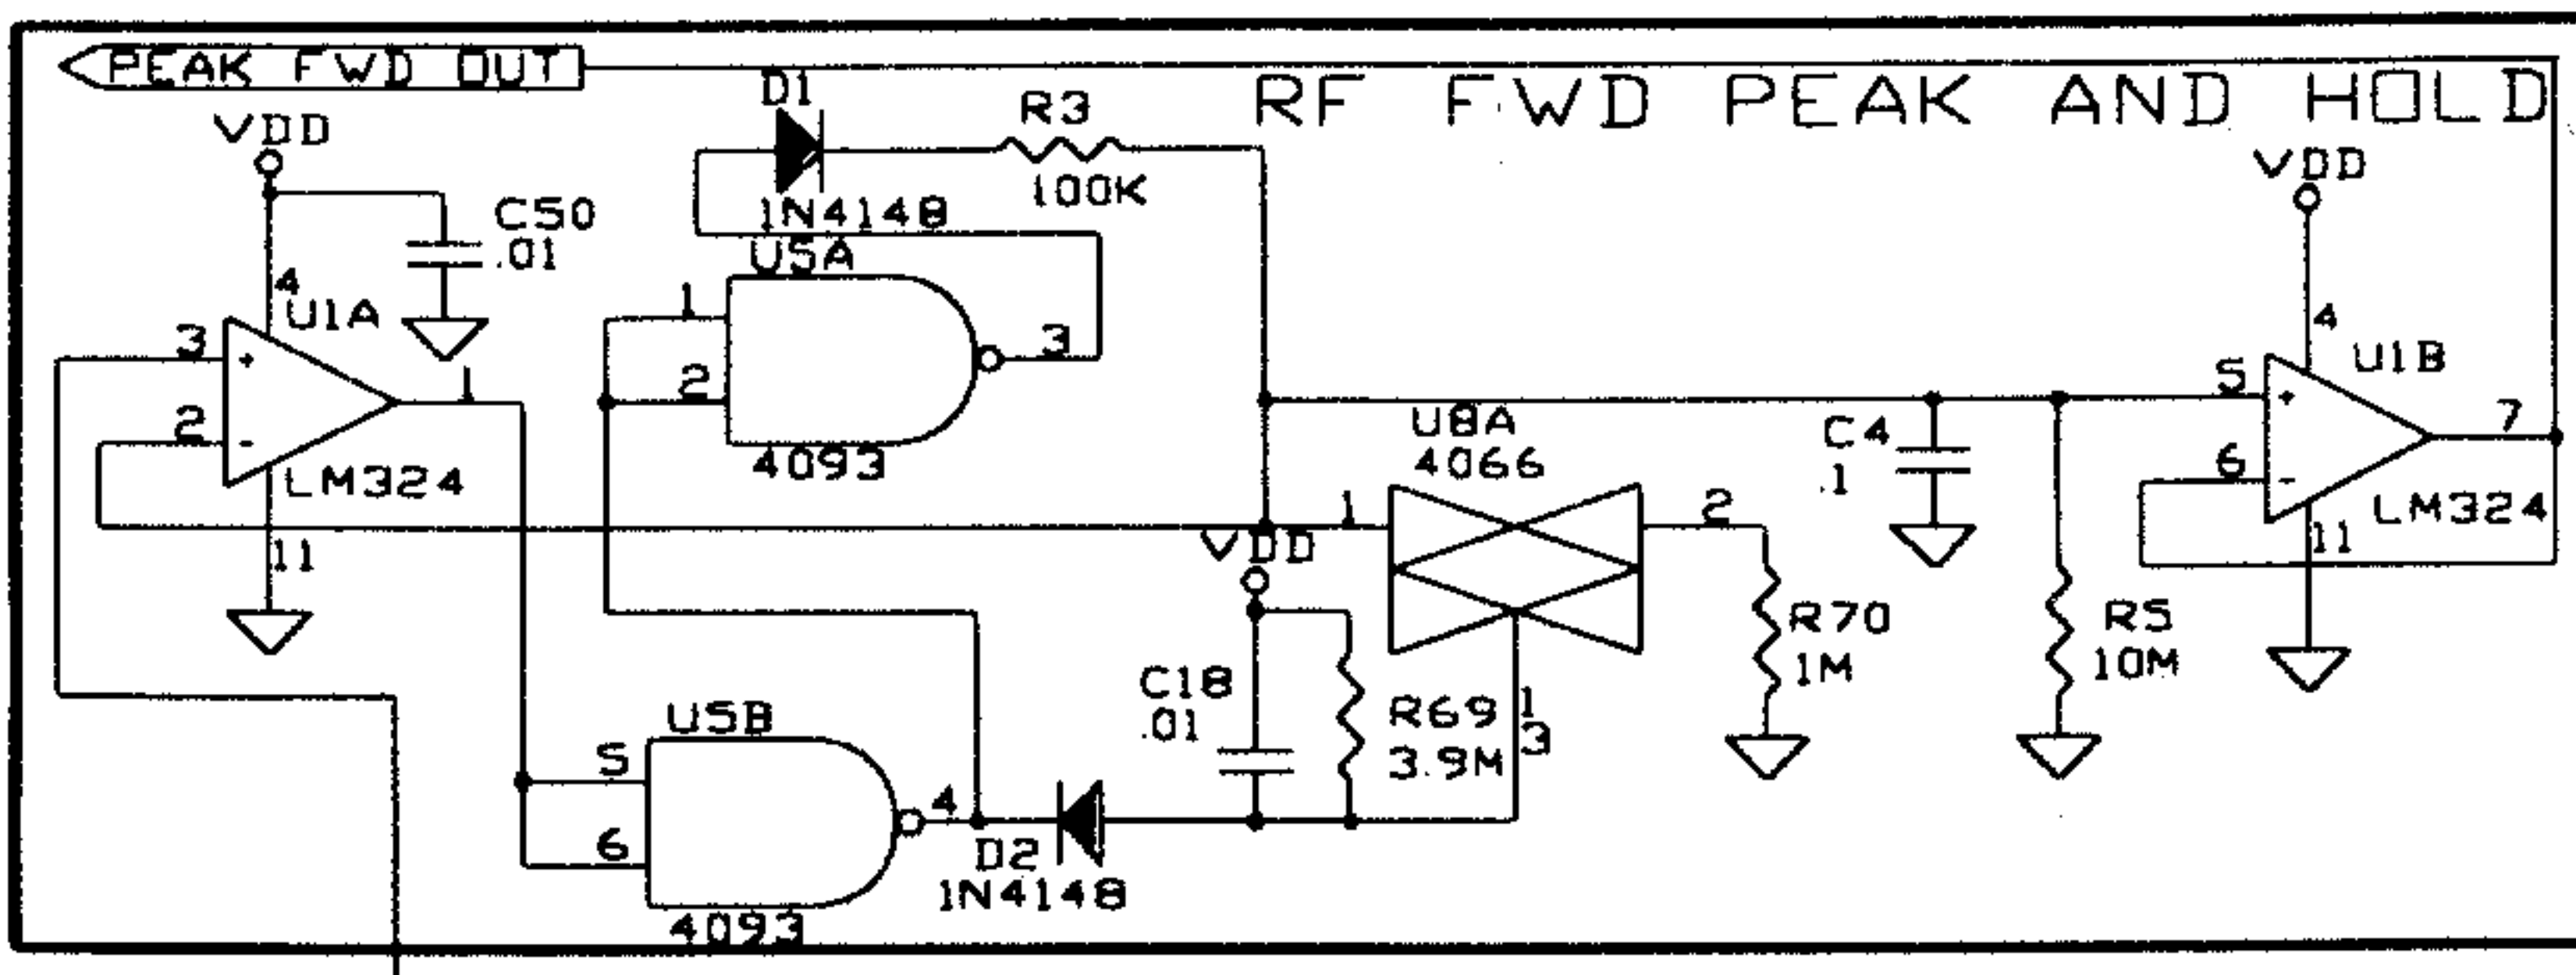 PEAK FWD OUT
RF FWD PEAK AND HOLD
D1
1N4148
R3
100K
VDD
C50
.01
4
U1A
3
+
2
-
1
LM324
11
U5A
1
2
3
4093
U5B
5
6
4
4093
D2
1N4148
VDD
C18
.01
R69
3.9M
U8A
4066
1
2
1
3
R70
1M
C4
.1
R5
10M
VDD
4
U1B
5
+
6
-
7
LM324
11